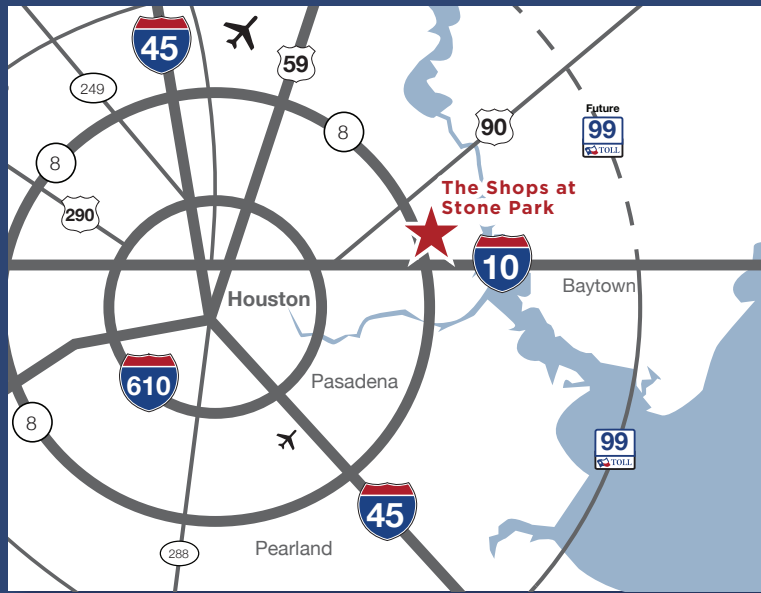 45
59
249
8
90
Future
99
TOLL
8
The Shops at
Stone Park
290
10
Baytown
Houston
610
Pasadena
8
99
TOLL
45
Pearland
288